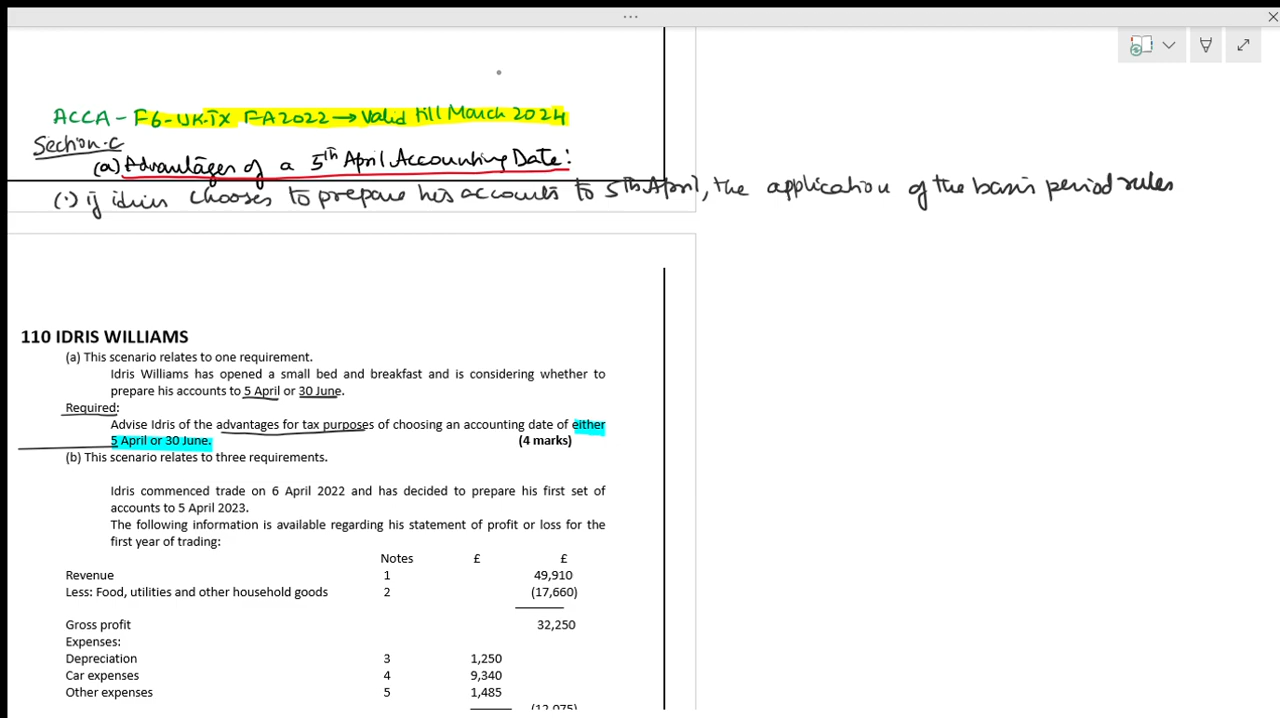 ACCA - F6-UK-TX FA2022 → Valid till March 2024
Section-C
(a) Advantages of a 5th April Accounting Date:
(·) if idris chooses to prepare his accounts to 5th April, the application of the basis period rules
110 IDRIS WILLIAMS
(a) This scenario relates to one requirement.
Idris Williams has opened a small bed and breakfast and is considering whether to
prepare his accounts to 5 April or 30 June.
Required:
Advise Idris of the advantages for tax purposes of choosing an accounting date of either
5 April or 30 June. (4 marks)
(b) This scenario relates to three requirements.
Idris commenced trade on 6 April 2022 and has decided to prepare his first set of
accounts to 5 April 2023.
The following information is available regarding his statement of profit or loss for the
first year of trading:
Notes £ £
Revenue 1 49,910
Less: Food, utilities and other household goods 2 (17,660)
Gross profit 32,250
Expenses:
Depreciation 3 1,250
Car expenses 4 9,340
Other expenses 5 1,485
(12,075)